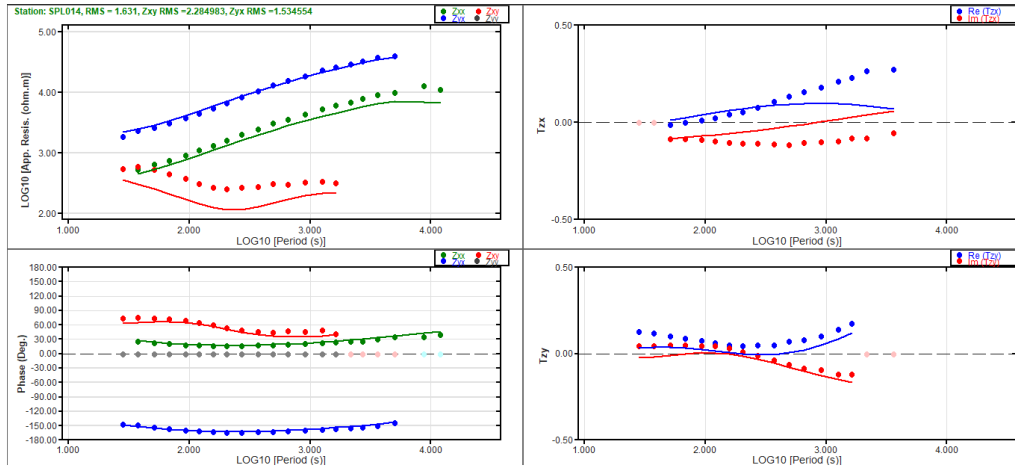 Station: SPL014, RMS = 1.631, Zxy RMS =2.284983, Zyx RMS =1.534554
Zxx Zxy
Zyx Zyy
5.00
4.00
3.00
2.00
LOG10 [App. Resis. (ohm.m)]
1.000 2.000 3.000 4.000
LOG10 [Period (s)]
Re (Tzx)
Im (Tzx)
0.50
0.00
-0.50
Tzx
1.000 2.000 3.000 4.000
LOG10 [Period (s)]
Zxx Zxy
Zyx Zyy
180.00
150.00
120.00
90.00
60.00
30.00
0.00
-30.00
-60.00
-90.00
-120.00
-150.00
-180.00
Phase (Deg.)
1.000 2.000 3.000 4.000
LOG10 [Period (s)]
Re (Tzy)
Im (Tzy)
0.50
0.00
-0.50
Tzy
1.000 2.000 3.000 4.000
LOG10 [Period (s)]